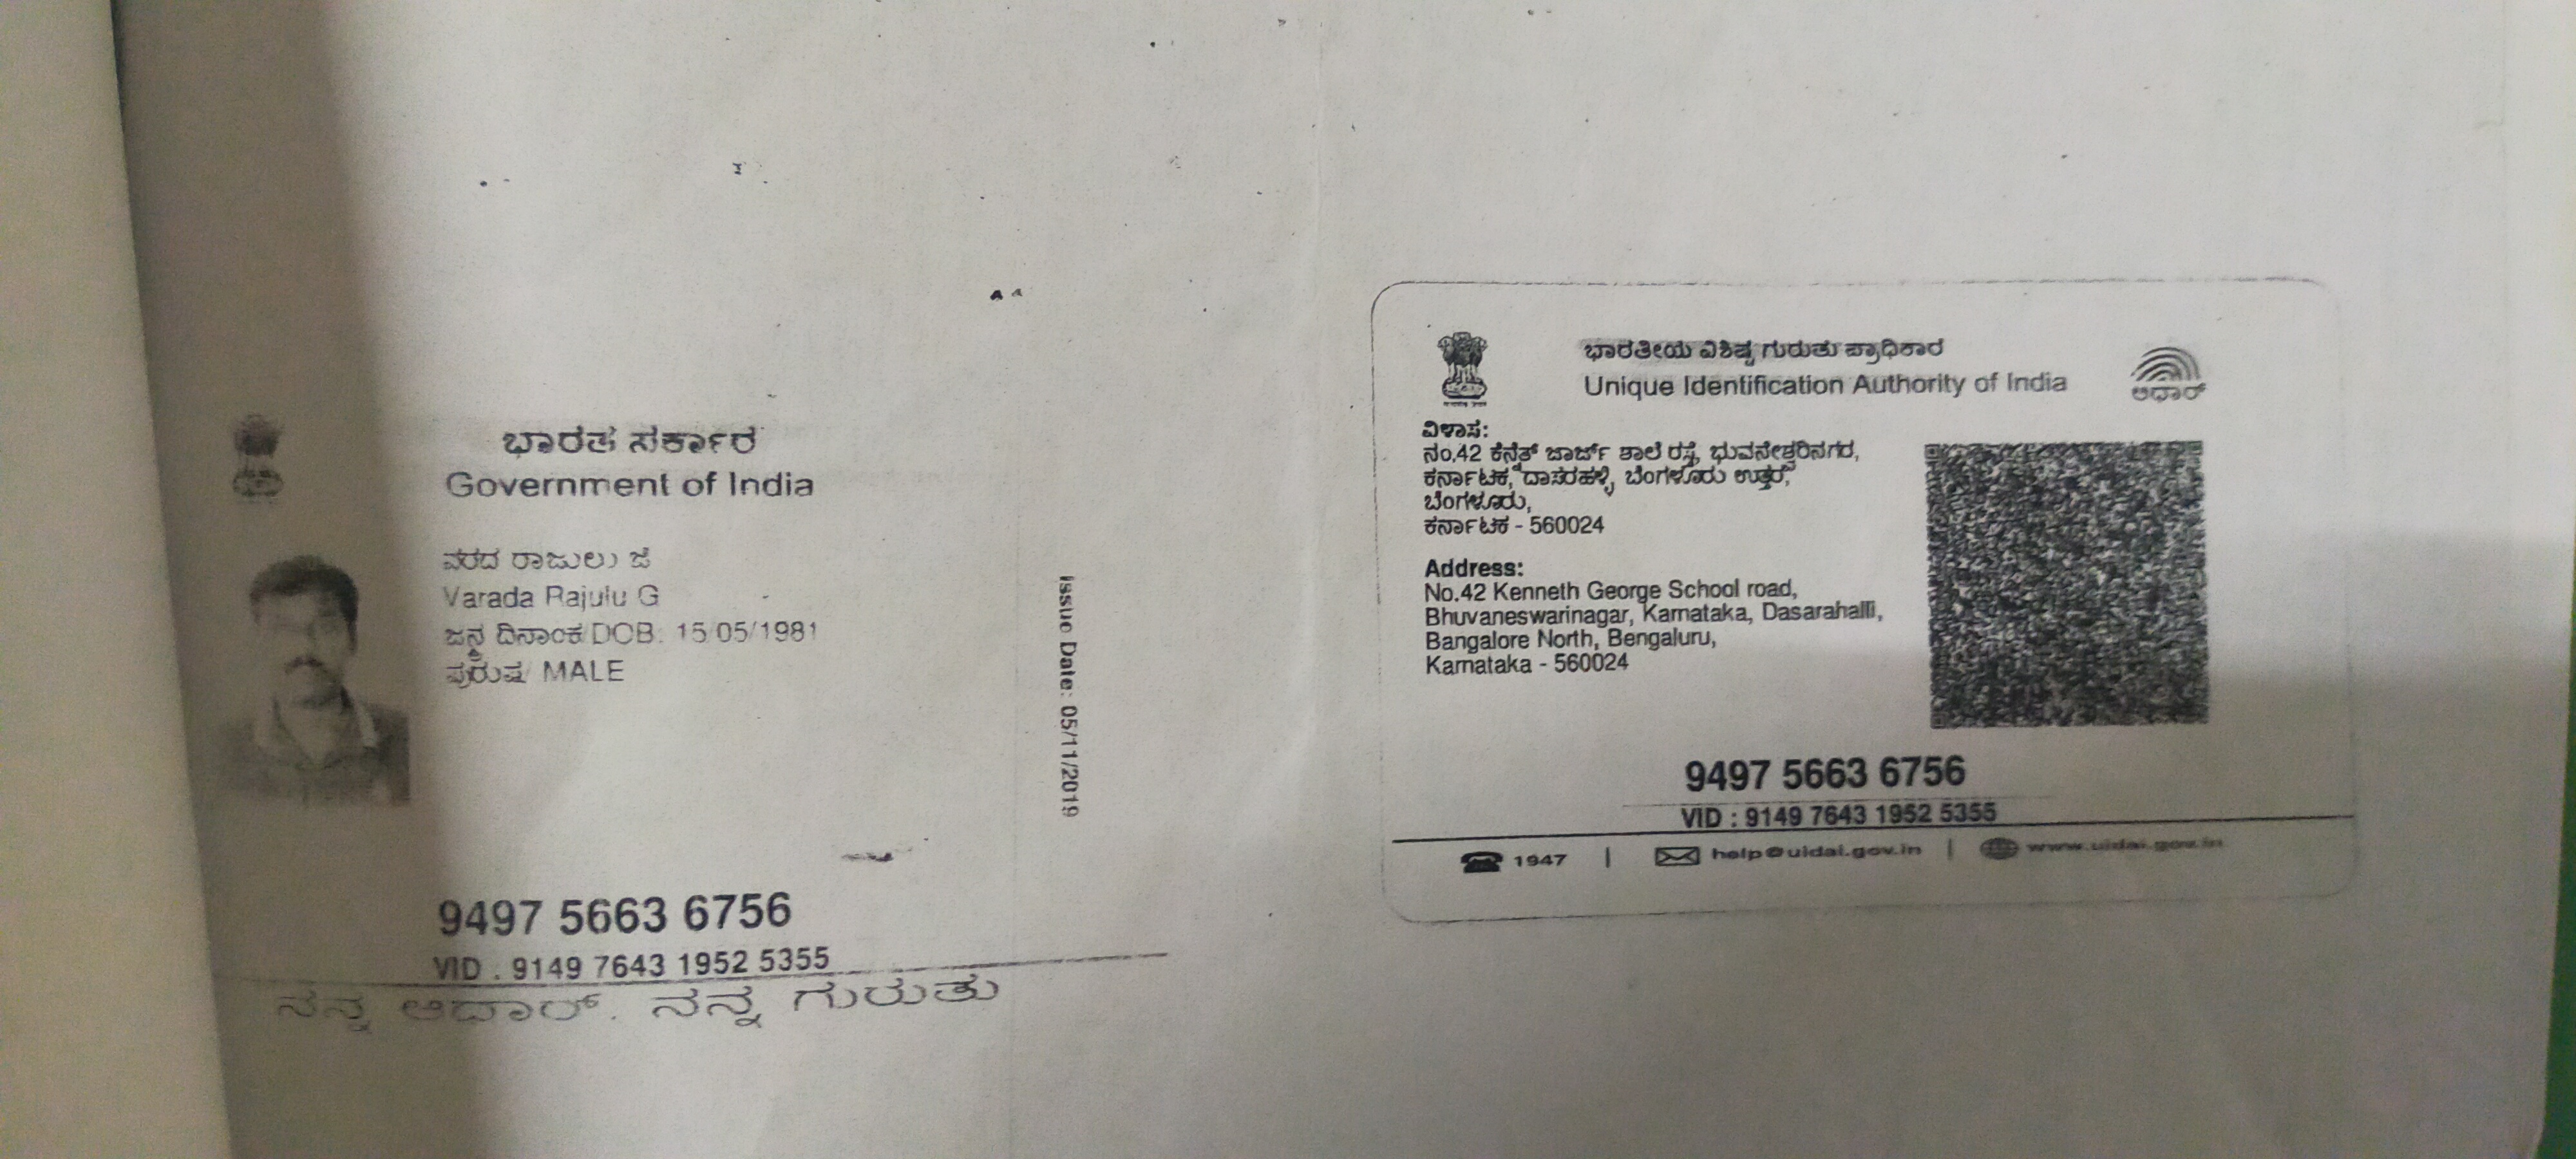 ಭಾರತ ಸರ್ಕಾರ
Government of India
ವರದ ರಾಜುಲು ಜಿ
Varada Rajulu G
ಜನ್ಮ ದಿನಾಂಕ/DOB: 15/05/1981
ಪುರುಷ/ MALE
Issue Date: 05/11/2019
9497 5663 6756
VID : 9149 7643 1952 5355
ನನ್ನ ಆಧಾರ್, ನನ್ನ ಗುರುತು
ಭಾರತೀಯ ವಿಶಿಷ್ಟ ಗುರುತು ಪ್ರಾಧಿಕಾರ
Unique Identification Authority of India
ಆಧಾರ್
ವಿಳಾಸ:
ನಂ.42 ಕೆನ್ನೆತ್ ಜಾರ್ಜ್ ಶಾಲೆ ರಸ್ತೆ, ಭುವನೇಶ್ವರಿನಗರ,
ಕರ್ನಾಟಕ, ದಾಸರಹಳ್ಳಿ, ಬೆಂಗಳೂರು ಉತ್ತರ,
ಬೆಂಗಳೂರು,
ಕರ್ನಾಟಕ - 560024
Address:
No.42 Kenneth George School road,
Bhuvaneswarinagar, Karnataka, Dasarahalli,
Bangalore North, Bengaluru,
Karnataka - 560024
9497 5663 6756
VID : 9149 7643 1952 5355
1947 | help@uidai.gov.in | www.uidai.gov.in